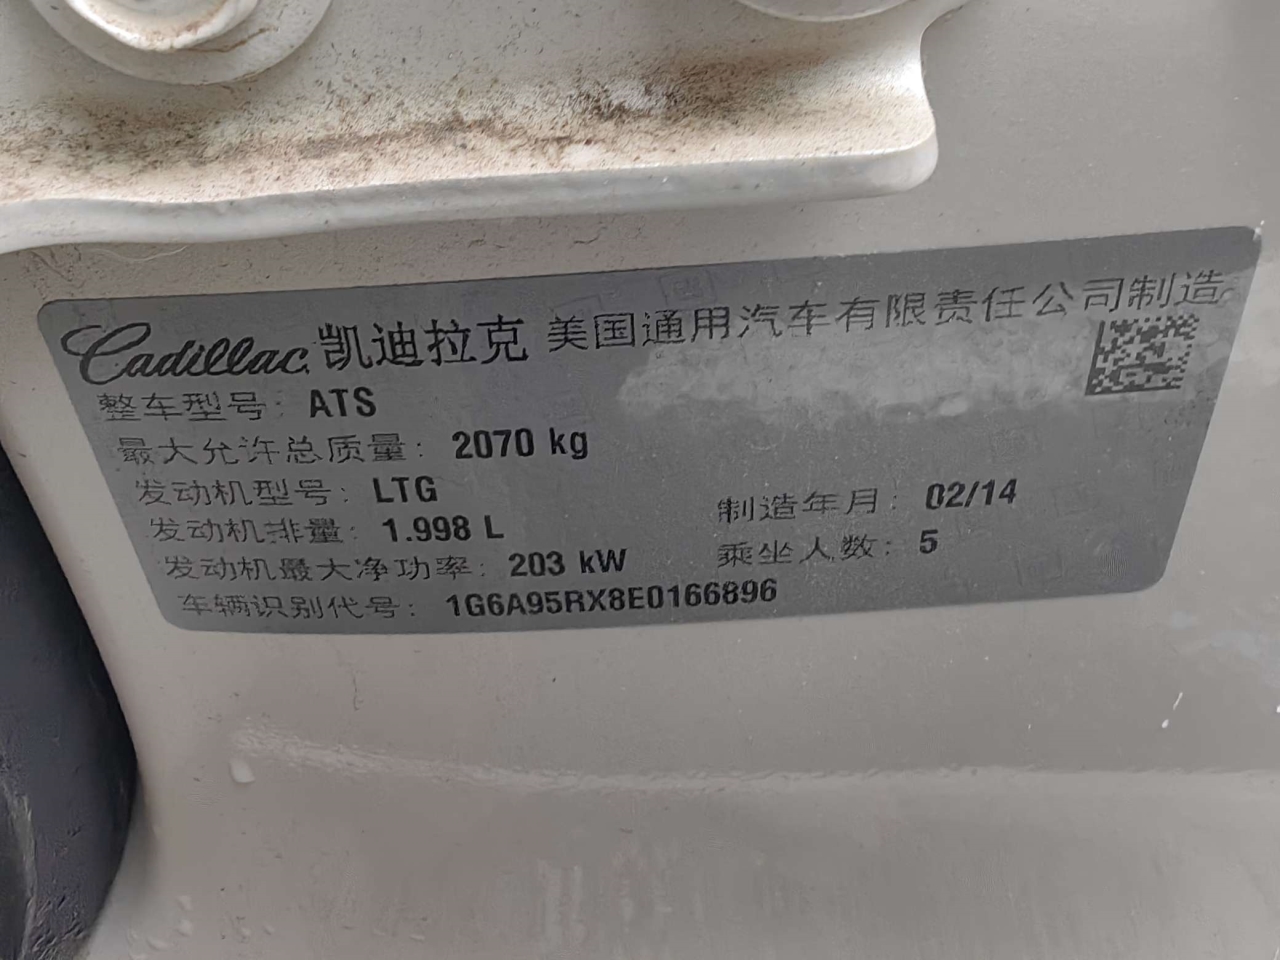 Cadillac 凯迪拉克 美国通用汽车有限责任公司制造
整车型号: ATS
最大允许总质量: 2070 kg
发动机型号: LTG
发动机排量: 1.998 L 制造年月: 02/14
发动机最大净功率: 203 kW 乘坐人数: 5
车辆识别代号: 1G6A95RX8E0166896